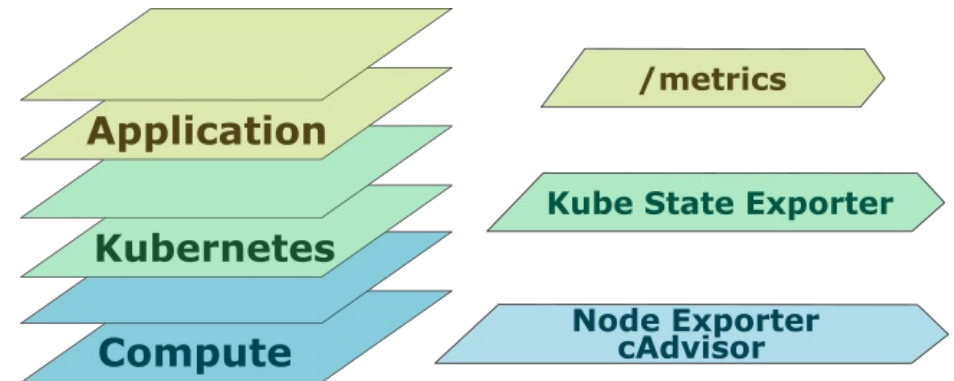 /metrics
Application
Kube State Exporter
Kubernetes
Node Exporter
cAdvisor
Compute